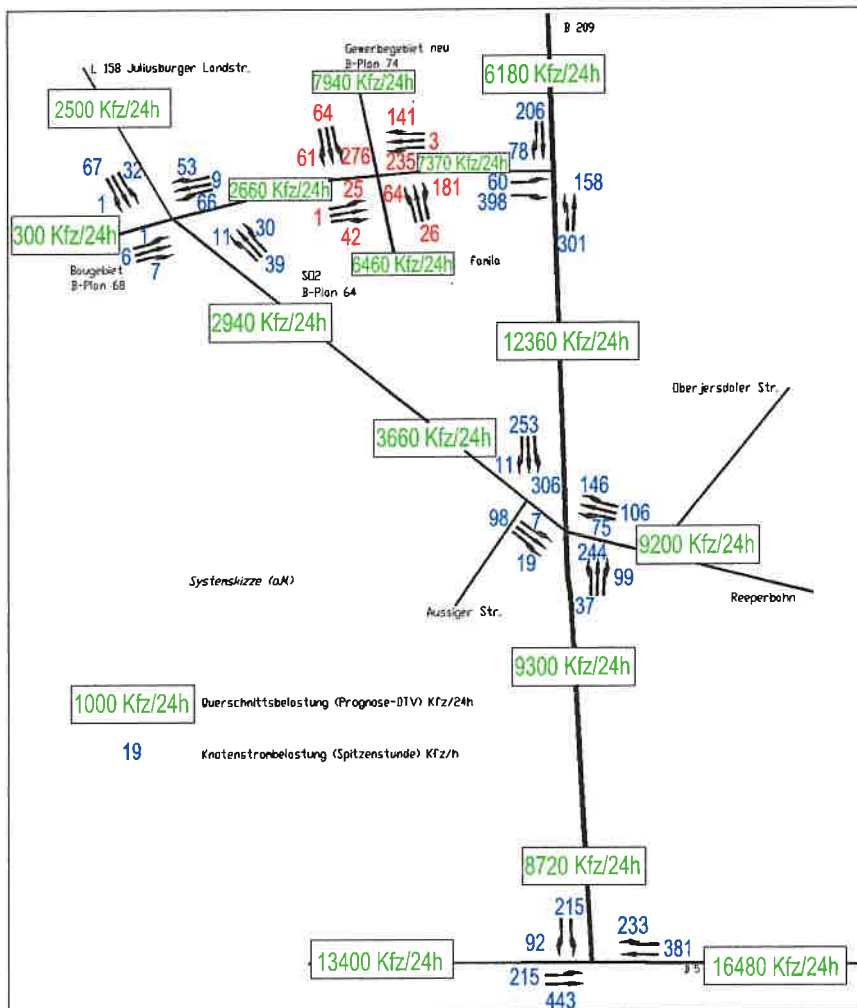 B 209
Gewerbegebiet neu
B-Plan 74
L 158 Juliusburger Landstr.
7940 Kfz/24h
6180 Kfz/24h
2500 Kfz/24h
64
141
206
3
61
276
235
7370 Kfz/24h
78
67
32
53
9
2660 Kfz/24h
25
64
181
60
158
1
66
1
398
300 Kfz/24h
1
11
30
42
26
301
6
7
39
6460 Kfz/24h
famila
Baugebiet
B-Plan 68
SO2
B-Plan 64
2940 Kfz/24h
12360 Kfz/24h
Oberjersdaler Str.
3660 Kfz/24h
253
11
306
146
106
98
7
75
9200 Kfz/24h
19
244
99
Systenskizze (oM)
37
Reeperbahn
Aussiger Str.
9300 Kfz/24h
1000 Kfz/24h
Querschnittsbelastung (Prognose-DTV) Kfz/24h
19
Knotenstrombelastung (Spitzenstunde) Kfz/h
8720 Kfz/24h
215
233
92
381
13400 Kfz/24h
B 5
16480 Kfz/24h
215
443